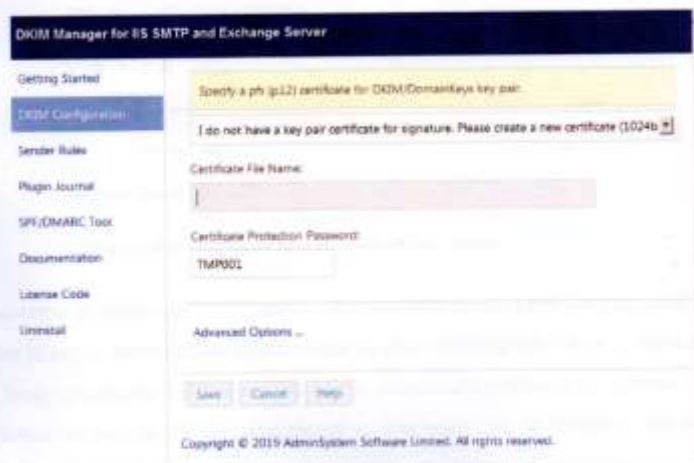 DKIM Manager for IIS SMTP and Exchange Server
Getting Started
DKIM Configuration
Sender Rules
Plugin Journal
SPF/DMARC Tool
Documentation
License Code
Uninstall
Specify a pfx (p12) certificate for DKIM/DomainKeys key pair.
I do not have a key pair certificate for signature. Please create a new certificate (1024b
Certificate File Name:
Certificate Protection Password:
TMP001
Advanced Options ...
Save Cancel Help
Copyright © 2019 AdminSystem Software Limited. All rights reserved.